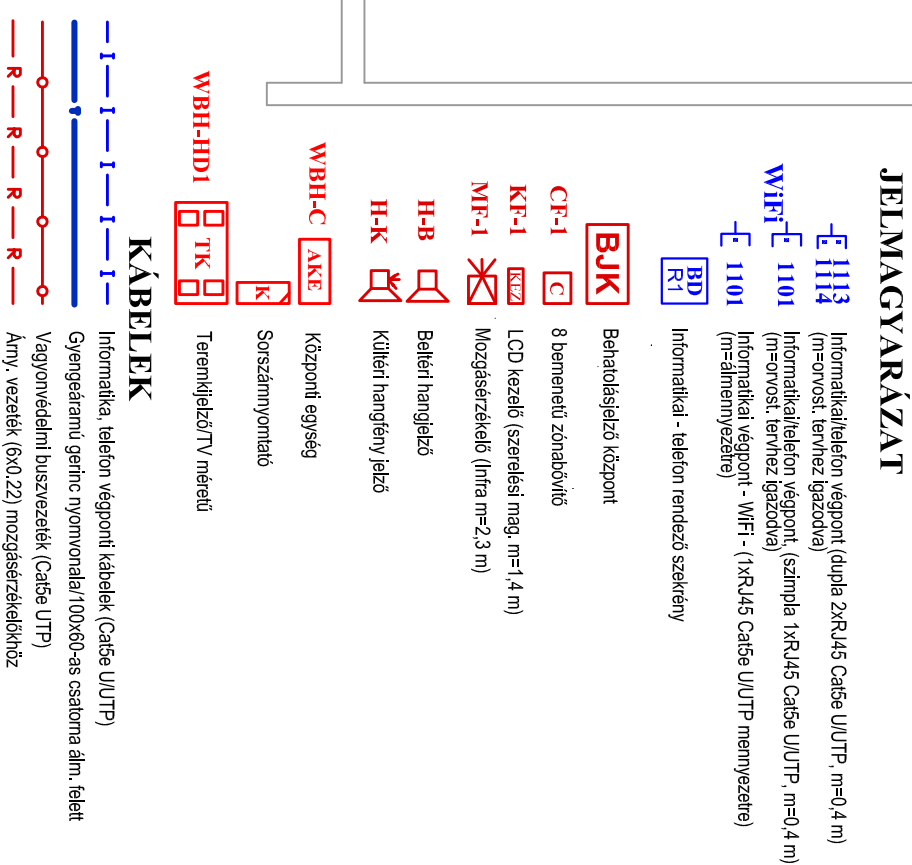 JELMAGYARÁZAT
1113
1114
Informatikai/telefon végpont (dupla 2xRJ45 Cat5e U/UTP, m=0,4 m)
(m=orvost. tervhez igazodva)
WiFi
1101
Informatikai/telefon végpont, (szimpla 1xRJ45 Cat5e U/UTP, m=0,4 m)
(m=orvost. tervhez igazodva)
1101
Informatikai végpont - WiFi - (1xRJ45 Cat5e U/UTP mennyezetre)
(m=álmennyezetre)
BD
R1
Informatikai - telefon rendező szekrény
BJK
Behatolásjelző központ
CF-1
C
8 bemenetű zónabővítő
KF-1
KEZ
LCD kezelő (szerelési mag. m=1,4 m)
MF-1
Mozgásérzékelő (Infra m=2,3 m)
H-B
Beltéri hangjelző
H-K
Kültéri hangfény jelző
WBH-C
AKE
Központi egység
K
Sorszámnyomtató
WBH-HD1
TK
Teremkijelző/TV méretű
KÁBELEK
I I I I I
Informatika, telefon végponti kábelek (Cat5e U/UTP)
Gyengeáramú gerinc nyomvonala/100x60-as csatorna álm. felett
Vagyonvédelmi buszvezeték (Cat5e UTP)
R R R R R
Árny. vezeték (6x0.22) mozgásérzékelőkhöz